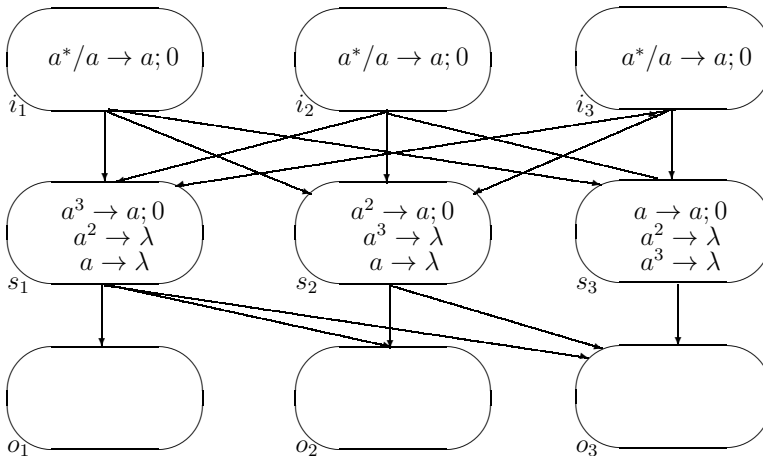 a*/a → a; 0
a*/a → a; 0
a*/a → a; 0
i₁
i₂
i₃
a³ → a; 0
a² → λ
a → λ
a² → a; 0
a³ → λ
a → λ
a → a; 0
a² → λ
a³ → λ
s₁
s₂
s₃
o₁
o₂
o₃